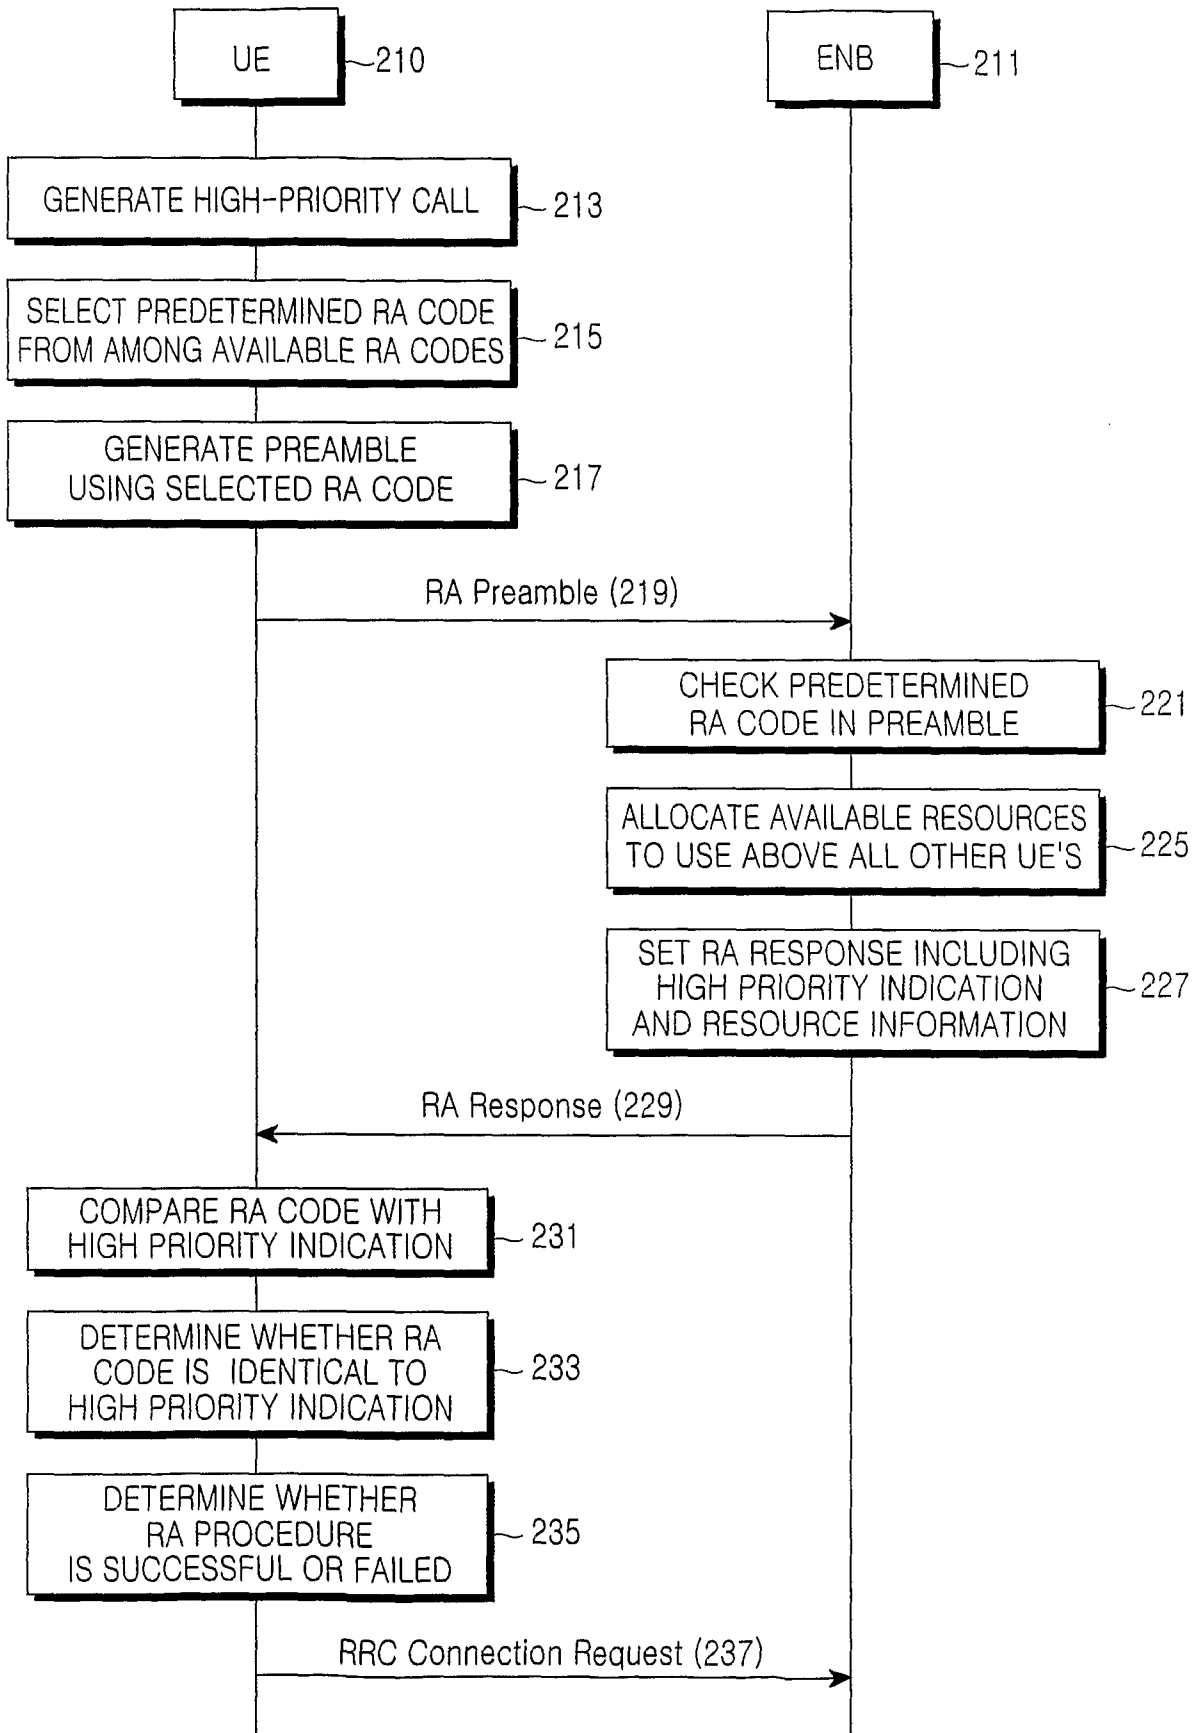 UE
210
ENB
211
GENERATE HIGH-PRIORITY CALL
213
SELECT PREDETERMINED RA CODE
FROM AMONG AVAILABLE RA CODES
215
GENERATE PREAMBLE
USING SELECTED RA CODE
217
RA Preamble (219)
CHECK PREDETERMINED
RA CODE IN PREAMBLE
221
ALLOCATE AVAILABLE RESOURCES
TO USE ABOVE ALL OTHER UE'S
225
SET RA RESPONSE INCLUDING
HIGH PRIORITY INDICATION
AND RESOURCE INFORMATION
227
RA Response (229)
COMPARE RA CODE WITH
HIGH PRIORITY INDICATION
231
DETERMINE WHETHER RA
CODE IS IDENTICAL TO
HIGH PRIORITY INDICATION
233
DETERMINE WHETHER
RA PROCEDURE
IS SUCCESSFUL OR FAILED
235
RRC Connection Request (237)